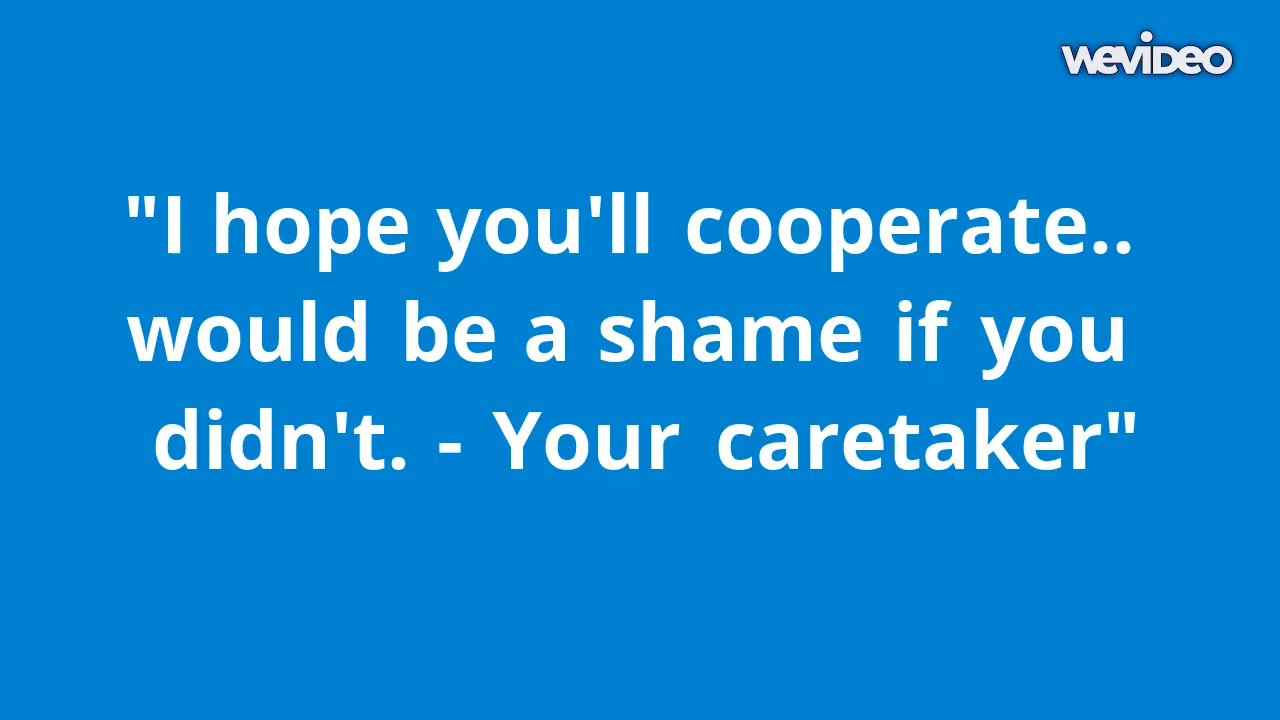 wevideo
"I hope you'll cooperate..
would be a shame if you
didn't. - Your caretaker"